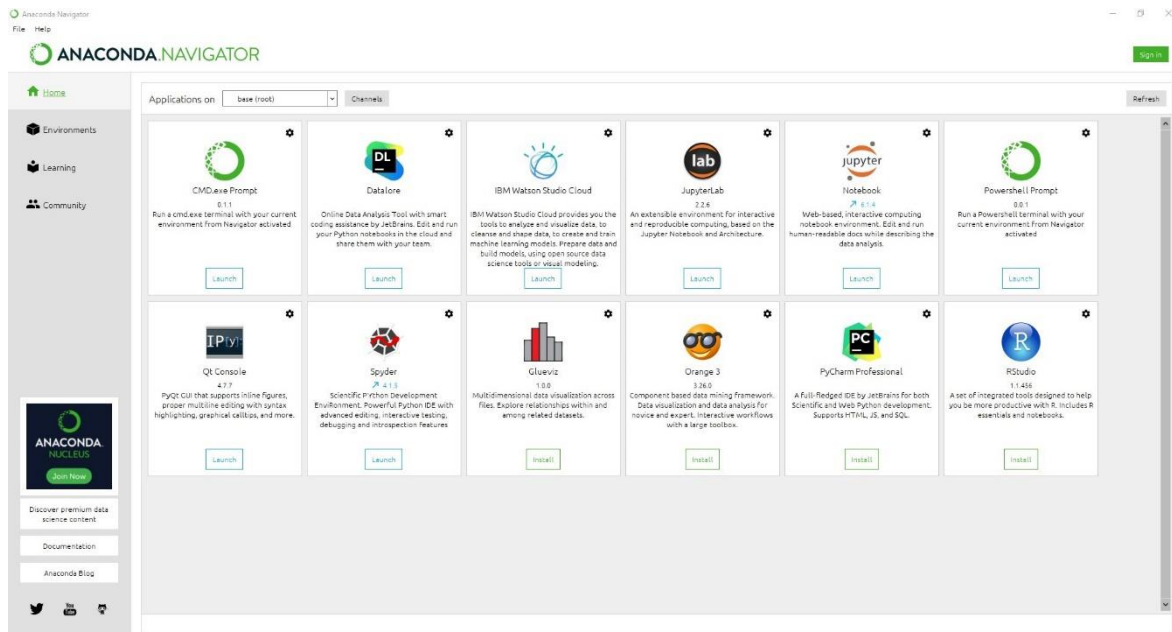 Anaconda Navigator
File Help
ANACONDA.NAVIGATOR
Sign in
Home
Environments
Learning
Community
ANACONDA.
NUCLEUS
Join Now
Discover premium data
science content
Documentation
Anaconda Blog
You
Tube
Applications on base (root) Channels
Refresh
CMD.exe Prompt
0.1.1
Run a cmd.exe terminal with your current
environment from Navigator activated
Launch
DL
Datalore
Online Data Analysis Tool with smart
coding assistance by JetBrains. Edit and run
your Python notebooks in the cloud and
share them with your team.
Launch
IBM Watson Studio Cloud
IBM Watson Studio Cloud provides you the
tools to analyze and visualize data, to
cleanse and shape data, to create and train
machine learning models. Prepare data and
build models, using open source data
science tools or visual modeling.
Launch
lab
JupyterLab
2.2.6
An extensible environment for interactive
and reproducible computing, based on the
Jupyter Notebook and Architecture.
Launch
jupyter
Notebook
6.1.4
Web-based, interactive computing
notebook environment. Edit and run
human-readable docs while describing the
data analysis.
Launch
Powershell Prompt
0.0.1
Run a Powershell terminal with your
current environment from Navigator
activated
Launch
IP[y]:
Qt Console
4.7.7
PyQt GUI that supports inline figures,
proper multiline editing with syntax
highlighting, graphical calltips, and more.
Launch
Spyder
4.1.5
Scientific PYthon Development
EnviRonment. Powerful Python IDE with
advanced editing, interactive testing,
debugging and introspection features
Launch
Glueviz
1.0.0
Multidimensional data visualization across
files. Explore relationships within and
among related datasets.
Install
Orange 3
3.26.0
Component based data mining framework.
Data visualization and data analysis for
novice and expert. Interactive workflows
with a large toolbox.
Install
PC
PyCharm Professional
A full-fledged IDE by JetBrains for both
Scientific and Web Python development.
Supports HTML, JS, and SQL.
Install
R
RStudio
1.1.456
A set of integrated tools designed to help
you be more productive with R. Includes R
essentials and notebooks.
Install